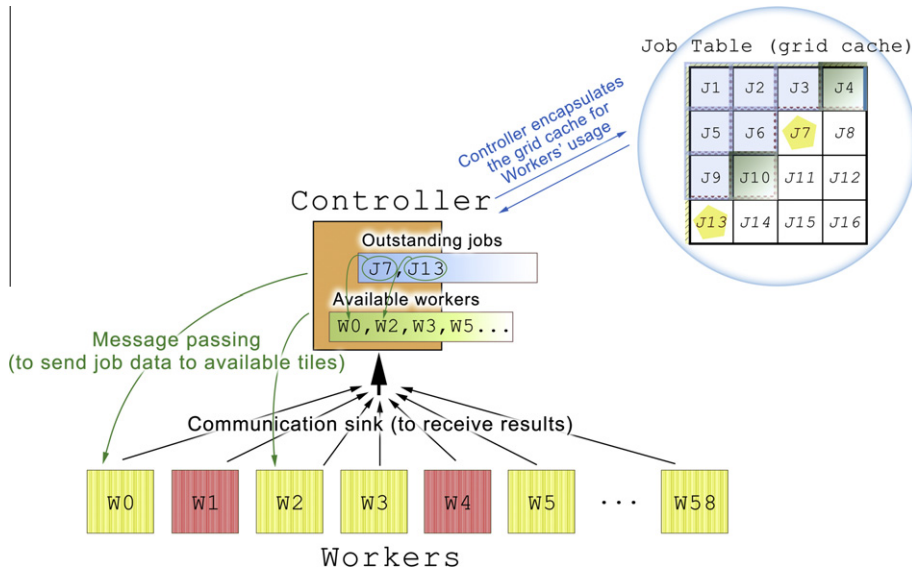 Job Table (grid cache)
J1 J2 J3 J4
J5 J6 J7 J8
J9 J10 J11 J12
J13 J14 J15 J16
Controller encapsulates
the grid cache for
Workers' usage
Controller
Outstanding jobs
J7, J13
Available workers
W0, W2, W3, W5...
Message passing
(to send job data to available tiles)
Communication sink (to receive results)
W0 W1 W2 W3 W4 W5 ... W58
Workers